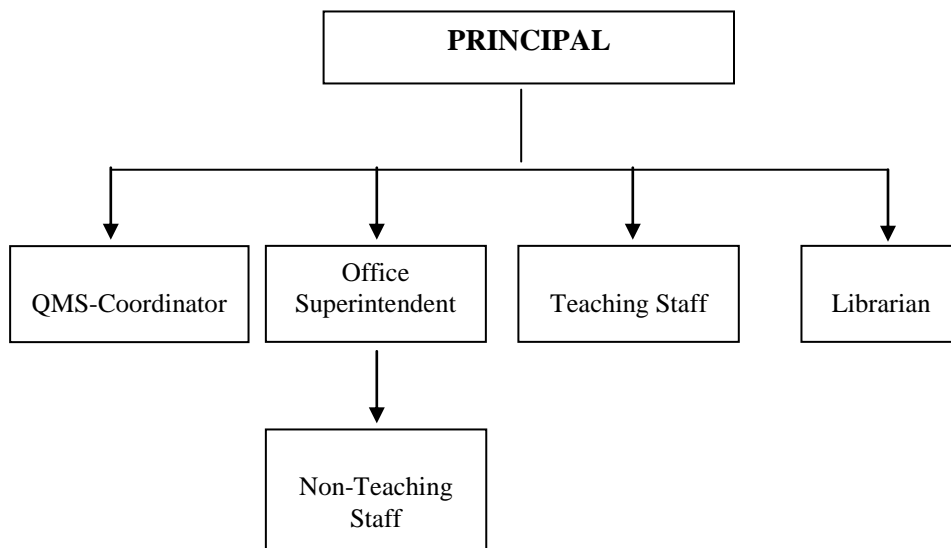 PRINCIPAL
QMS-Coordinator
Office
Superintendent
Teaching Staff
Librarian
Non-Teaching
Staff